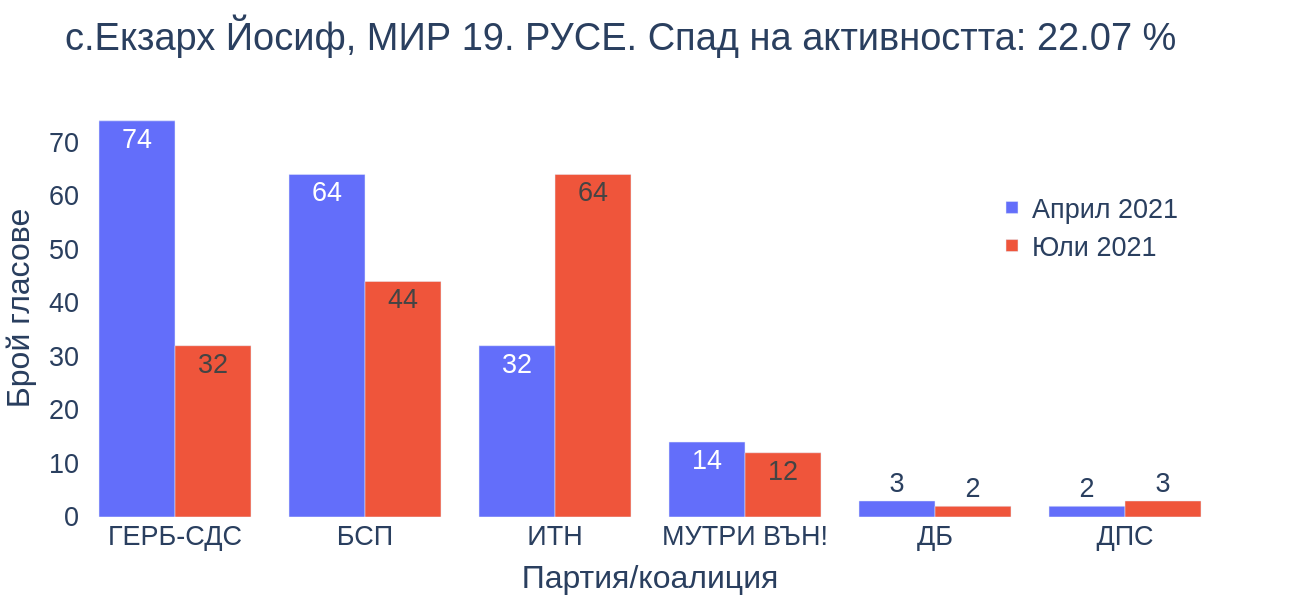 с.Екзарх Йосиф, МИР 19. РУСЕ. Спад на активността: 22.07 %
Брой гласове
70
60
50
40
30
20
10
0
74
32
64
44
32
64
14
12
3
2
2
3
Април 2021
Юли 2021
ГЕРБ-СДС
БСП
ИТН
МУТРИ ВЪН!
ДБ
ДПС
Партия/коалиция